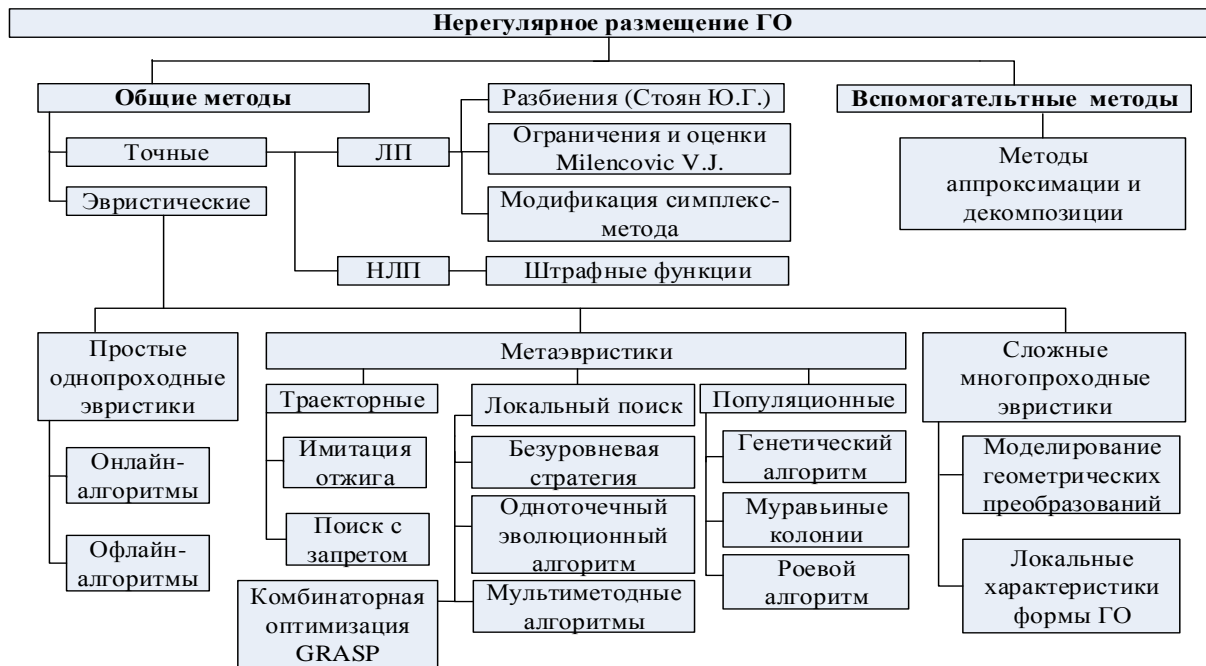 Нерегулярное размещение ГО
Общие методы
Вспомогательтные методы
Точные
Эвристические
ЛП
НЛП
Разбиения (Стоян Ю.Г.)
Ограничения и оценки
Milencovic V.J.
Модификация симплекс-
метода
Штрафные функции
Методы
аппроксимации и
декомпозиции
Простые
однопроходные
эвристики
Онлайн-
алгоритмы
Офлайн-
алгоритмы
Метаэвристики
Траекторные
Имитация
отжига
Поиск с
запретом
Комбинаторная
оптимизация
GRASP
Локальный поиск
Безуровневая
стратегия
Одноточечный
эволюционный
алгоритм
Мультиметодные
алгоритмы
Популяционные
Генетический
алгоритм
Муравьиные
колонии
Роевой
алгоритм
Сложные
многопроходные
эвристики
Моделирование
геометрических
преобразований
Локальные
характеристики
формы ГО